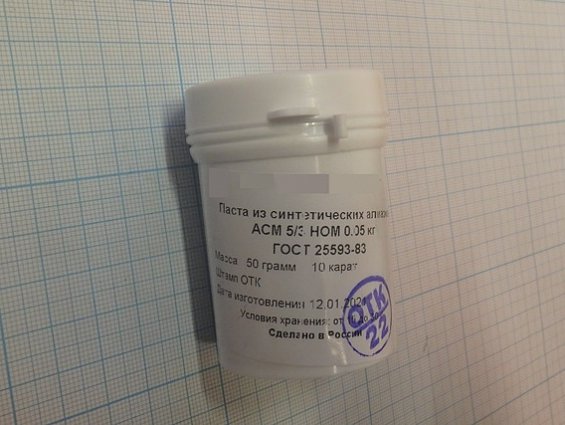 Паста из синтетических
АСМ 5/3 НОМ 0.05 кг
ГОСТ 25593-83
Масса 50 грамм 10 карат
Штамп ОТК
Дата изготовления 12.01.202
Условия хранения: от
Сделано в России
ОТК
22